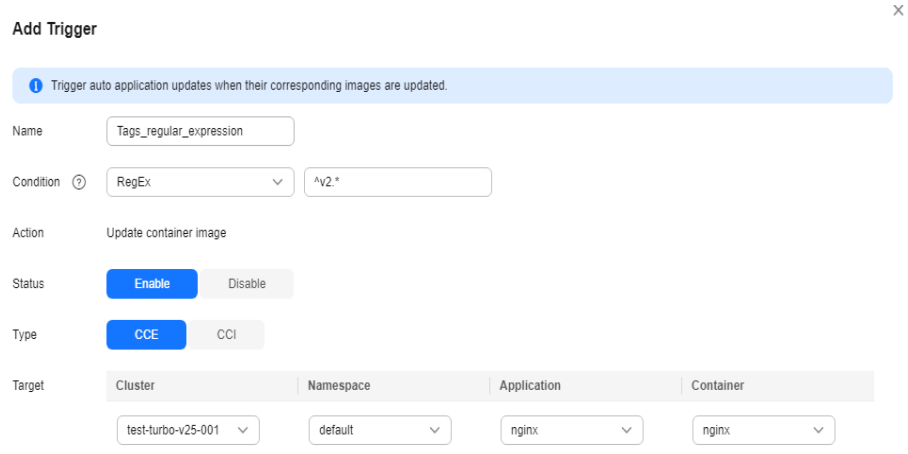 Add Trigger
Trigger auto application updates when their corresponding images are updated.
Name Tags_regular_expression
Condition ? RegEx ^v2.*
Action Update container image
Status Enable Disable
Type CCE CCI
Target Cluster Namespace Application Container
test-turbo-v25-001 default nginx nginx